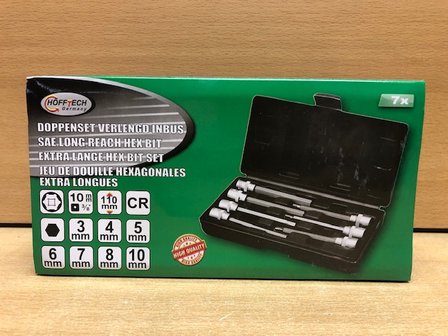 HÖFFTECH
Germany
7x
DOPPENSET VERLENGD INBUS
SAE.LONG REACH HEX BIT
EXTRA LANGE HEX BIT SET
JEU DE DOUILLE HEXAGONALES
EXTRA LONGUES
10 m
3/8"
110
mm
CR
3
mm
4
mm
5
mm
6
mm
7
mm
8
mm
10
mm
HIGH QUALITY